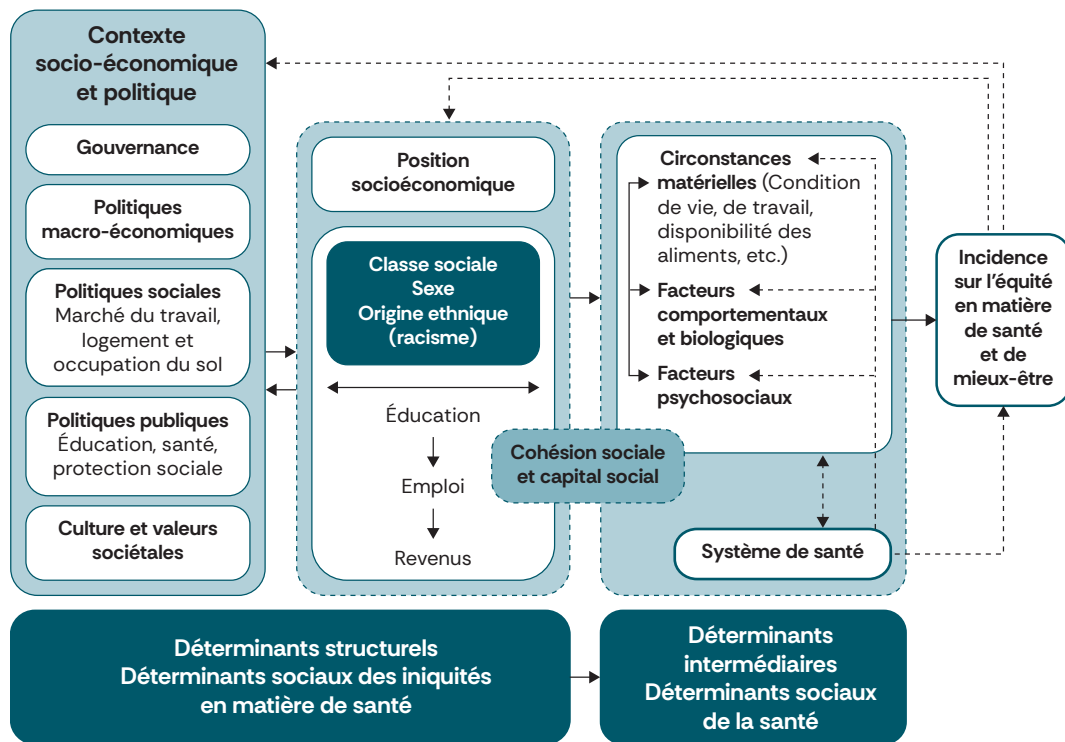 Contexte
socio-économique
et politique
Gouvernance
Politiques
macro-économiques
Politiques sociales
Marché du travail,
logement et
occupation du sol
Politiques publiques
Éducation, santé,
protection sociale
Culture et valeurs
sociétales
Position
socioéconomique
Classe sociale
Sexe
Origine ethnique
(racisme)
Éducation
Emploi
Revenus
Cohésion sociale
et capital social
Circonstances
matérielles (Condition
de vie, de travail,
disponibilité des
aliments, etc.)
Facteurs
comportementaux
et biologiques
Facteurs
psychosociaux
Système de santé
Incidence
sur l'équité
en matière
de santé
et de
mieux-être
Déterminants structurels
Déterminants sociaux des iniquités
en matière de santé
Déterminants
intermédiaires
Déterminants sociaux
de la santé